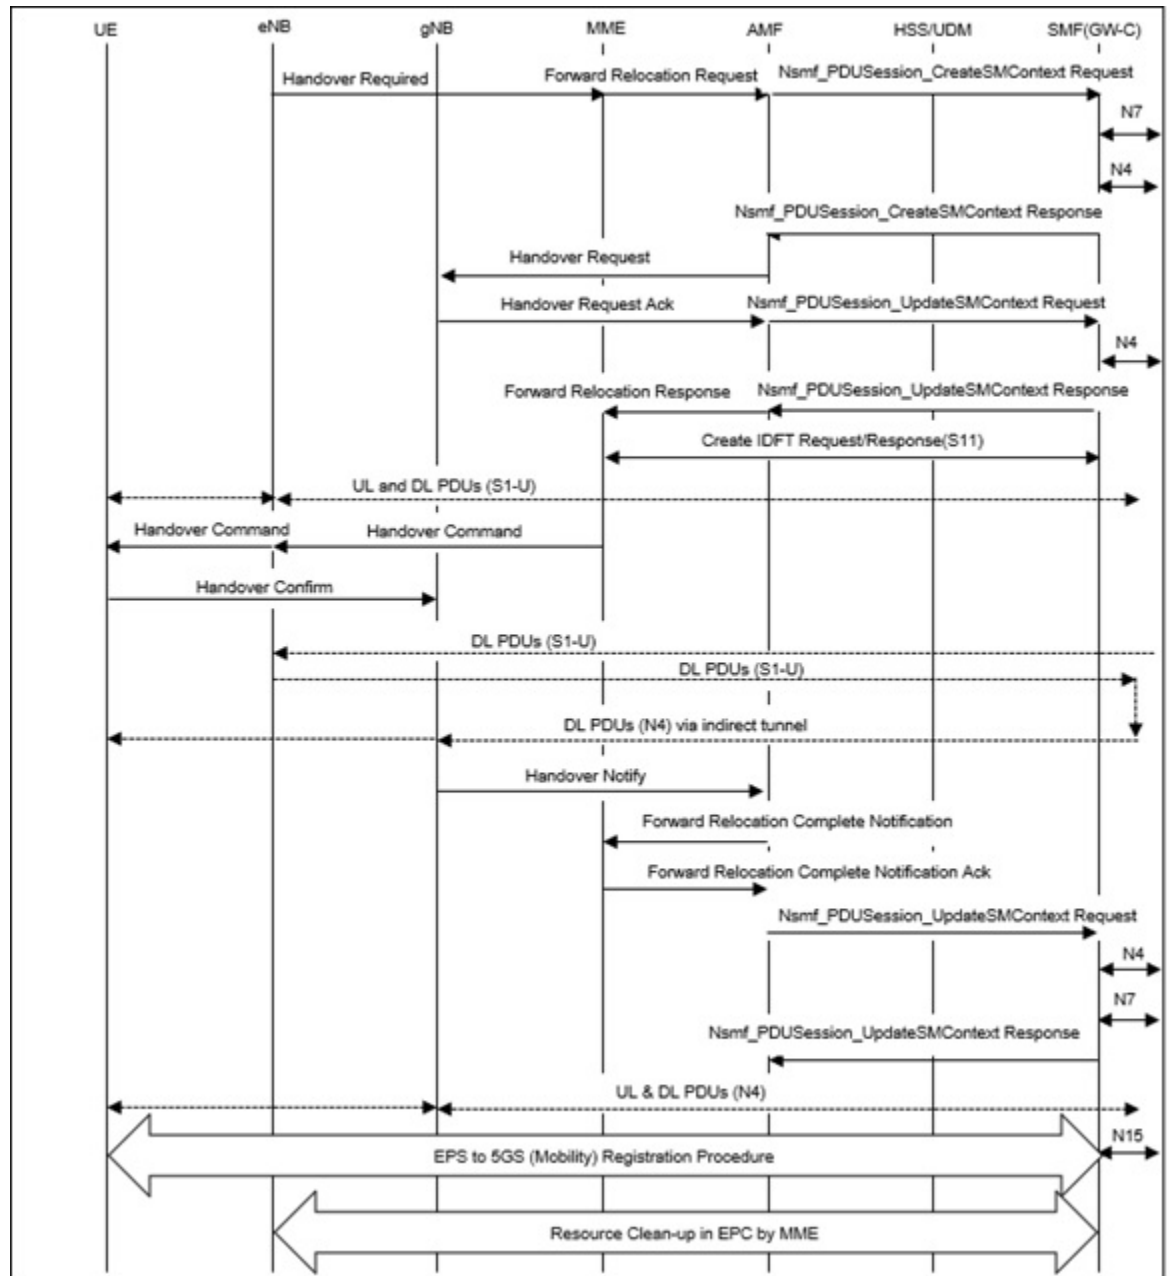 UE eNB gNB MME AMF HSS/UDM SMF(GW-C)
Handover Required Forward Relocation Request Nsmf_PDUSession_CreateSMContext Request
N7
N4
Nsmf_PDUSession_CreateSMContext Response
Handover Request
Handover Request Ack Nsmf_PDUSession_UpdateSMContext Request
N4
Forward Relocation Response Nsmf_PDUSession_UpdateSMContext Response
Create IDFT Request/Response(S11)
UL and DL PDUs (S1-U)
Handover Command Handover Command
Handover Confirm
DL PDUs (S1-U)
DL PDUs (S1-U)
DL PDUs (N4) via indirect tunnel
Handover Notify
Forward Relocation Complete Notification
Forward Relocation Complete Notification Ack
Nsmf_PDUSession_UpdateSMContext Request
N4
N7
Nsmf_PDUSession_UpdateSMContext Response
UL & DL PDUs (N4)
N15
EPS to 5GS (Mobility) Registration Procedure
Resource Clean-up in EPC by MME